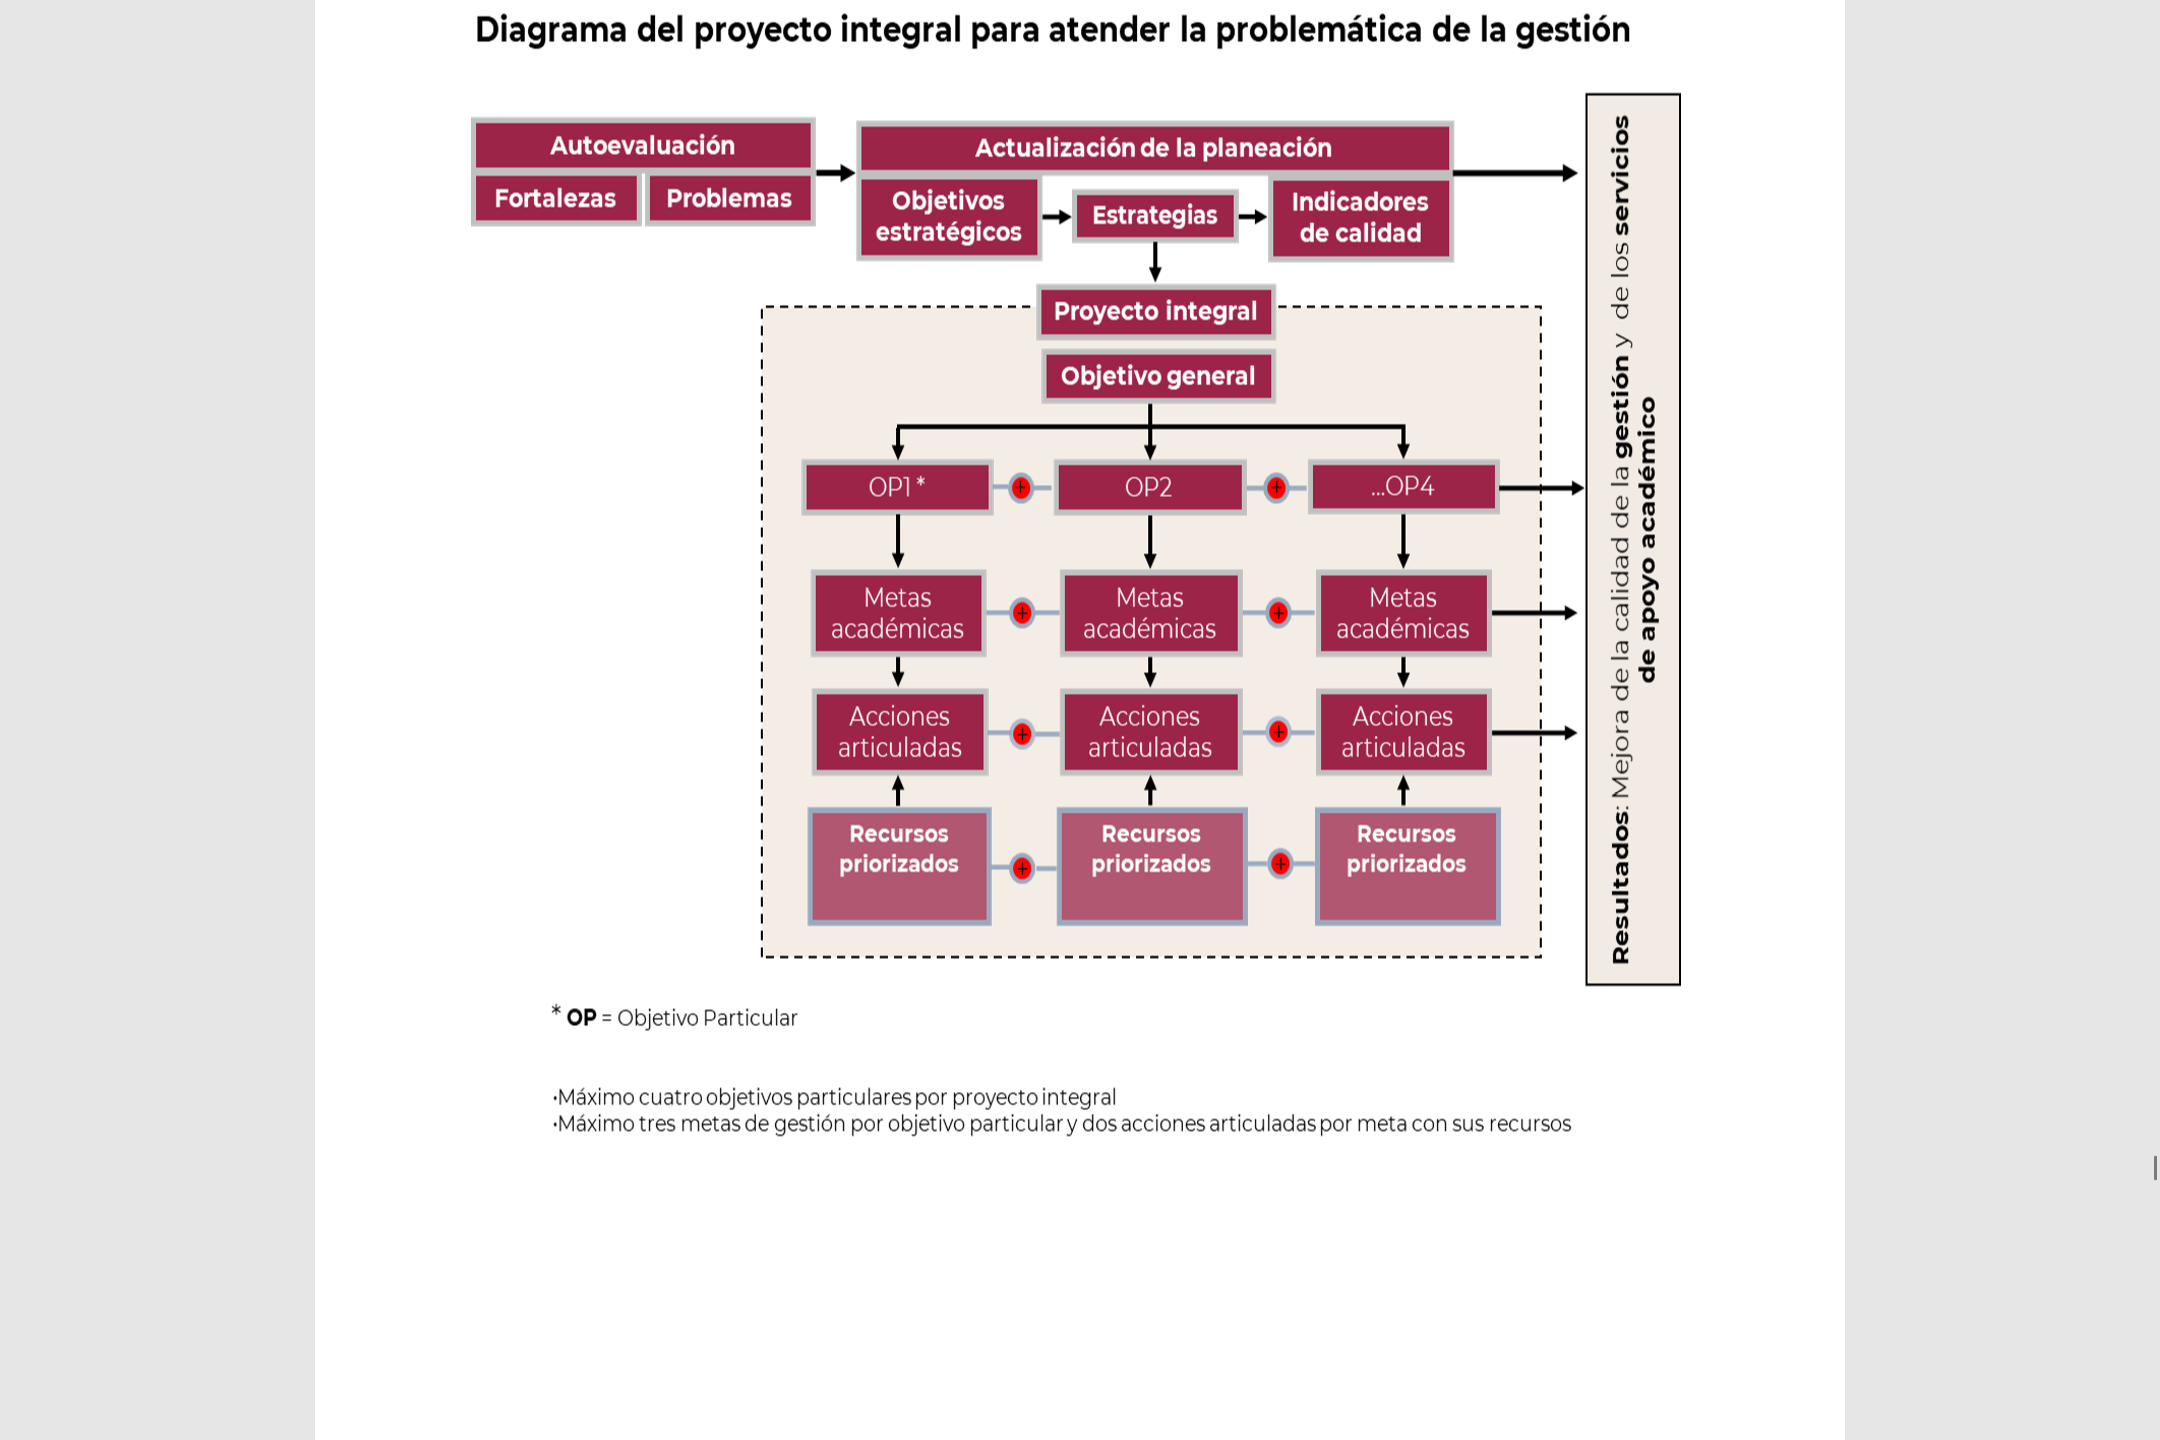 Diagrama del proyecto integral para atender la problemática de la gestión
Autoevaluación
Fortalezas
Problemas
Actualización de la planeación
Objetivos
estratégicos
Estrategias
Indicadores
de calidad
Proyecto integral
Objetivo general
OP1 *
+
OP2
+
...OP4
Metas
académicas
+
Metas
académicas
+
Metas
académicas
Acciones
articuladas
+
Acciones
articuladas
+
Acciones
articuladas
Recursos
priorizados
+
Recursos
priorizados
+
Recursos
priorizados
Resultados: Mejora de la calidad de la gestión y de los servicios
de apoyo académico
* OP = Objetivo Particular
·Máximo cuatro objetivos particulares por proyecto integral
·Máximo tres metas de gestión por objetivo particular y dos acciones articuladas por meta con sus recursos